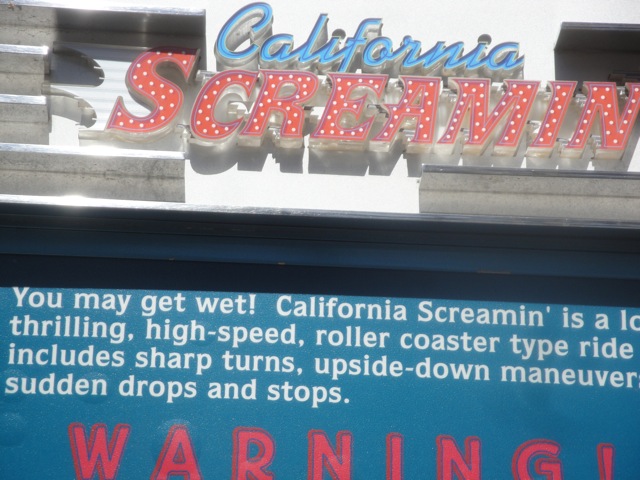 California
SCREAMIN
You may get wet! California Screamin' is a
thrilling, high-speed, roller coaster type ride
includes sharp turns, upside-down
sudden drops and stops.
WARNING!